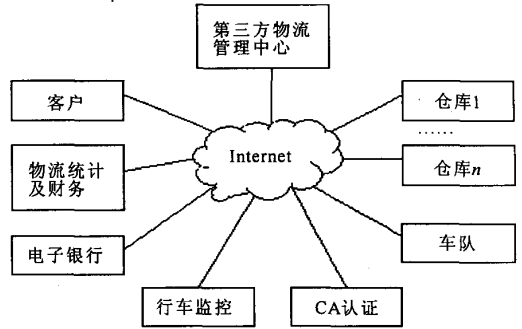 第三方物流
管理中心
客户
仓库1
……
Internet
物流统计
及财务
仓库n
电子银行
车队
行车监控
CA认证